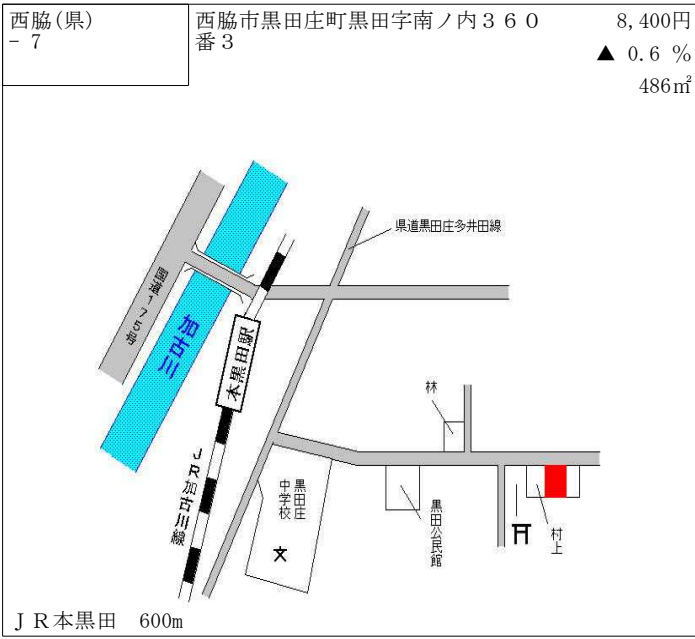 西脇(県)
- 7
西脇市黒田庄町黒田字南ノ内３６０
番３
8,400円
▲ 0.6 %
486㎡
県道黒田庄多井田線
国道１７５号
加古川
本黒田駅
林
ＪＲ加古川線
黒田庄
中学校
文
黒田公民館
村上
ＪＲ本黒田 600m